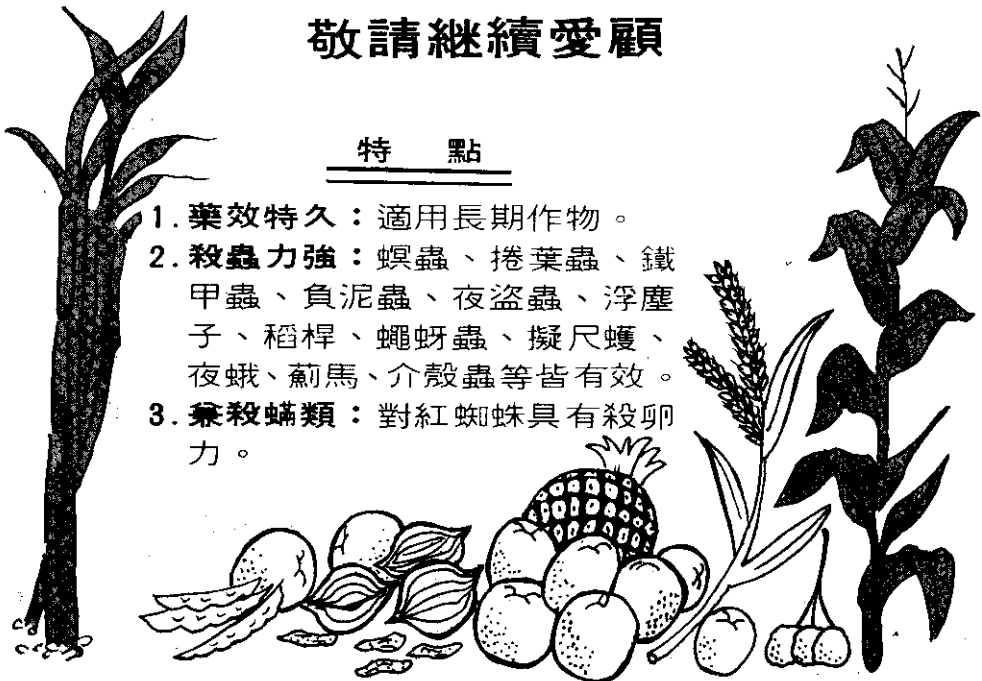 敬請継續愛顧
特 點
1. 藥效特久：適用長期作物。
2. 殺蟲力強：螟蟲、捲葉蟲、鐵
甲蟲、負泥蟲、夜盜蟲、浮塵
子、稻桿、蠅蚜蟲、擬尺蠖、
夜蛾、薊馬、介殼蟲等皆有效。
3. 兼殺蟎類：對紅蜘蛛具有殺卵
力。